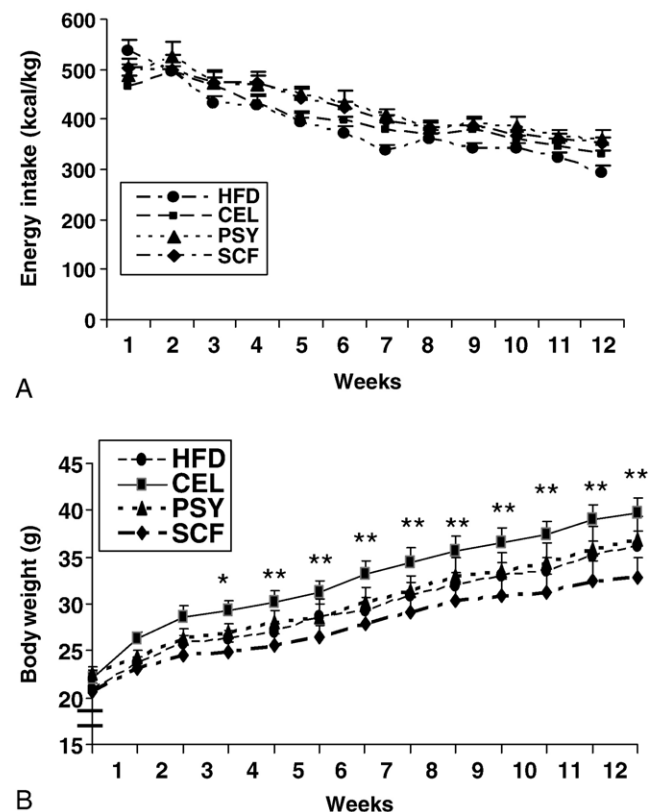 600
500
400
300
200
100
0
Energy intake (kcal/kg)
HFD
CEL
PSY
SCF
1 2 3 4 5 6 7 8 9 10 11 12
Weeks
A
45
40
35
30
25
20
15
Body weight (g)
HFD
CEL
PSY
SCF
* ** ** ** ** ** ** ** ** **
1 2 3 4 5 6 7 8 9 10 11 12
Weeks
B